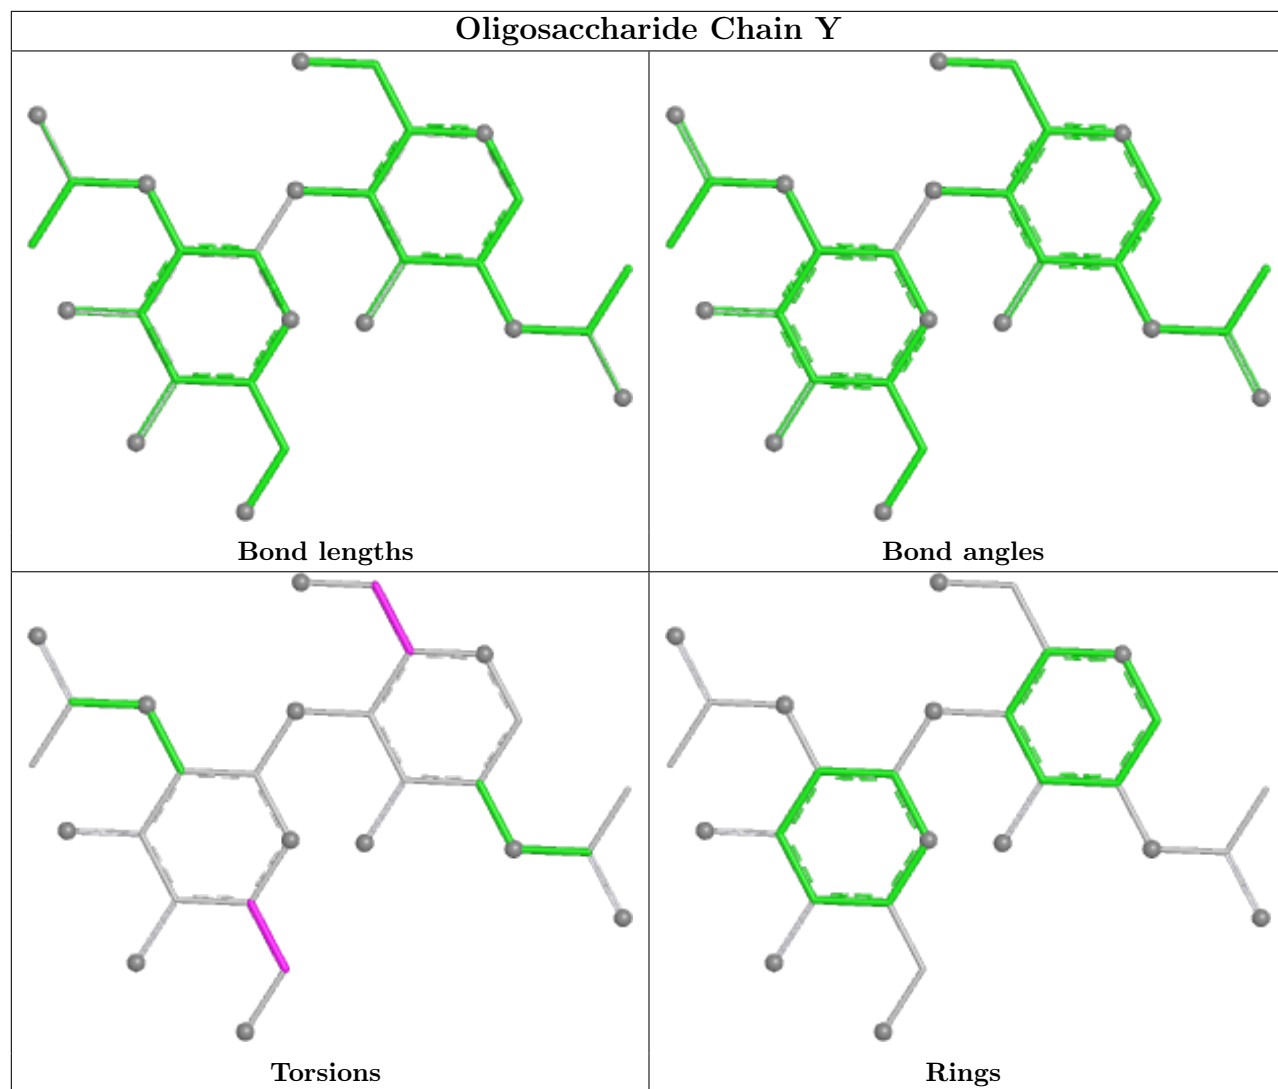 Oligosaccharide Chain Y
Bond lengths
Bond angles
Torsions
Rings